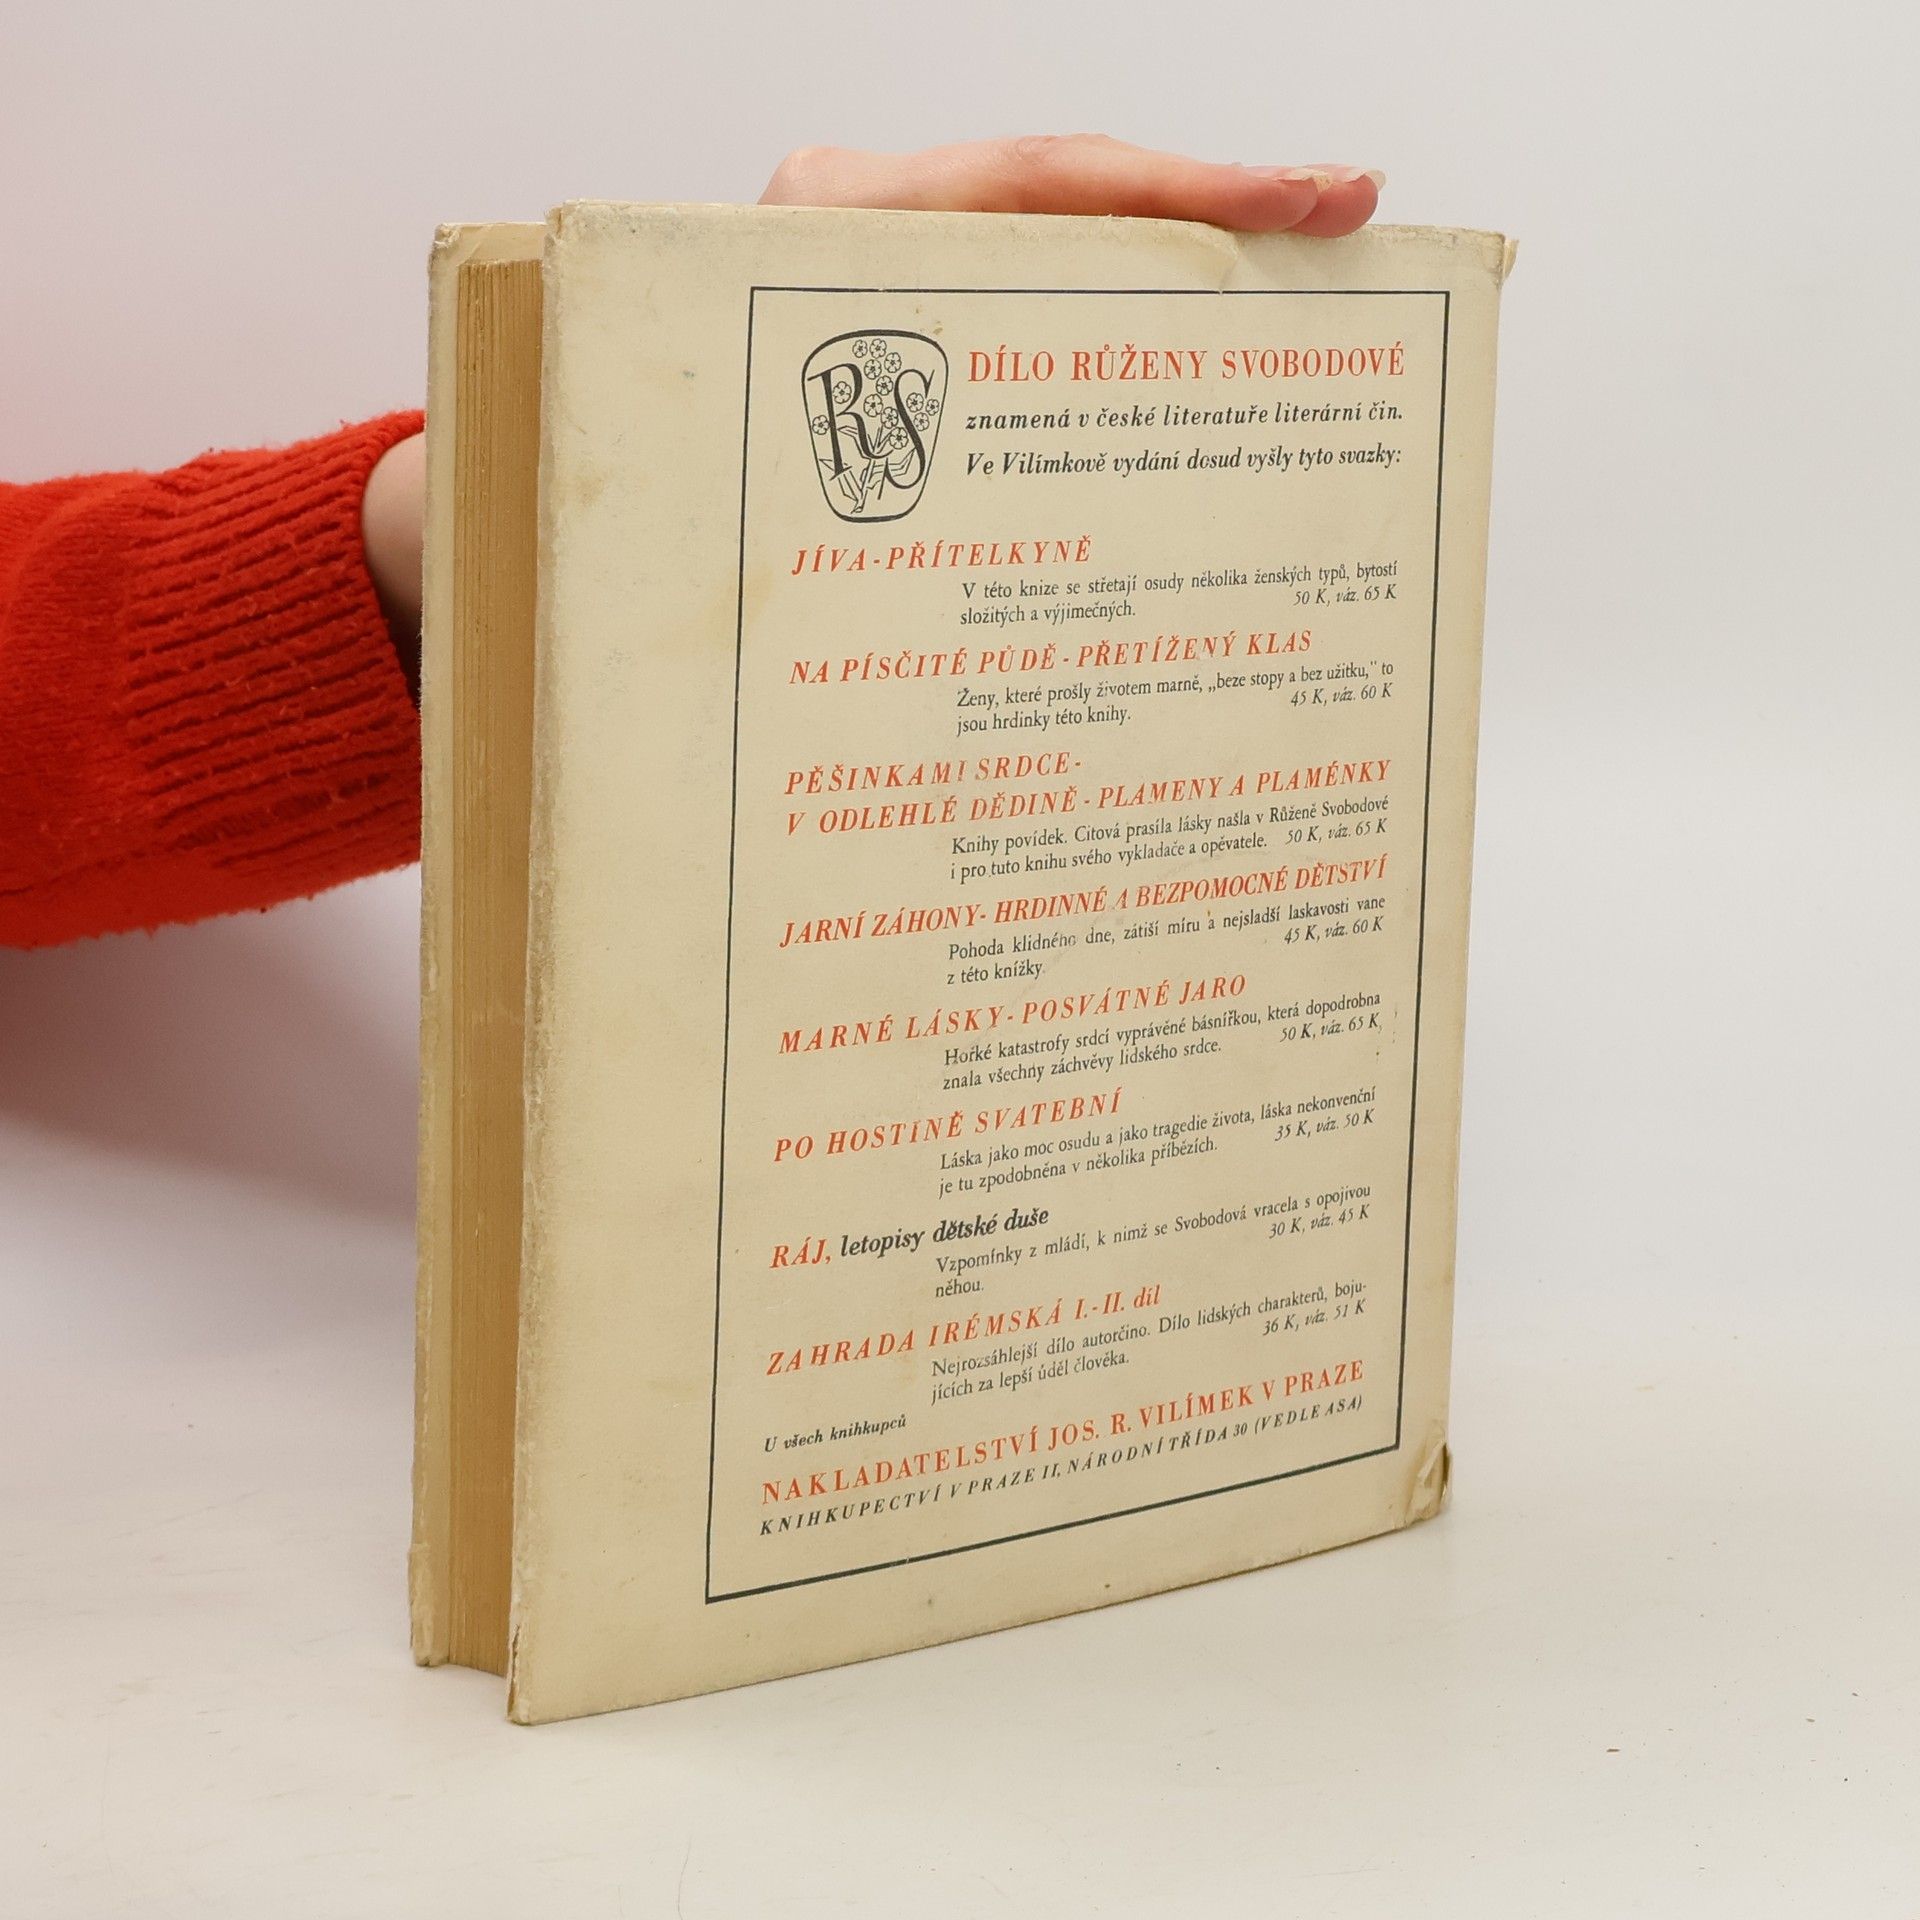 RS
DÍLO RŮŽENY SVOBODOVÉ
znamená v české literatuře literární čin.
Ve Vilímkově vydání dosud vyšly tyto svazky:
JÍVA - PŘÍTELKYNĚ
V této knize se střetají osudy několika ženských typů, bytostí
složitých a výjimečných. 50 K, váz. 65 K
NA PÍSČITÉ PŮDĚ - PŘETÍŽENÝ KLAS
Ženy, které prošly životem marně, „beze stopy a bez užitku," to
jsou hrdinky této knihy. 45 K, váz. 60 K
PĚŠINKAMI SRDCE -
V ODLEHLÉ DĚDINĚ - PLAMENY A PLAMÉNKY
Knihy povídek. Citová prasíla lásky našla v Růženě Svobodové
i pro tuto knihu svého vykladače a opěvatele. 50 K, váz. 65 K
JARNÍ ZÁHONY - HRDINNÉ A BEZPOMOCNÉ DĚTSTVÍ
Pohoda klidného dne, zátiší míru a nejsladší laskavosti vane
z této knížky. 45 K, váz. 60 K
MARNÉ LÁSKY - POSVÁTNÉ JARO
Hořké katastrofy srdcí vyprávěné básnířkou, která dopodrobna
znala všechny záchvěvy lidského srdce. 50 K, váz. 65 K
PO HOSTINĚ SVATEBNÍ
Láska jako moc osudu a jako tragedie života, láska nekonvenční
je tu zpodobněna v několika příbězích. 35 K, váz. 50 K
RÁJ, letopisy dětské duše
Vzpomínky z mládí, k nimž se Svobodová vracela s opojivou
něhou. 30 K, váz. 45 K
ZAHRADA IRÉMSKÁ I.-II. díl
Nejrozsáhlejší dílo autorčino. Dílo lidských charakterů, boju-
jících za lepší úděl člověka. 36 K, váz. 51 K
U všech knihkupců
NAKLADATELSTVÍ JOS. R. VILÍMEK V PRAZE
KNIHKUPECTVÍ V PRAZE II, NÁRODNÍ TŘÍDA 30 (VEDLE ASA)